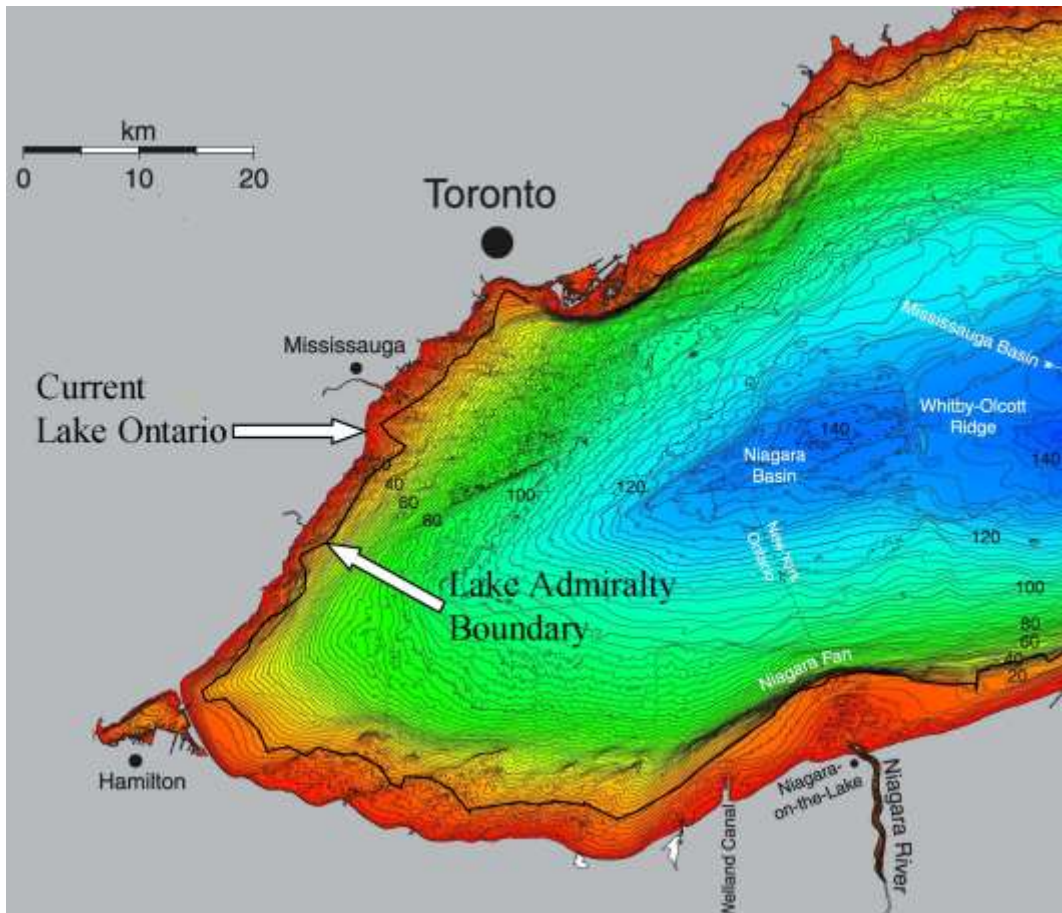 km
0 10 20
Toronto
Mississauga
Mississauga Basin
Current
Lake Ontario
Whitby-Olcott
Ridge
140
140
Niagara
Basin
20
40
60
80
100
120
120
New York
Ontario
Lake Admiralty
Boundary
100
80
60
40
20
Niagara Fan
Hamilton
Niagara-
on-the-Lake
Niagara River
Welland Canal